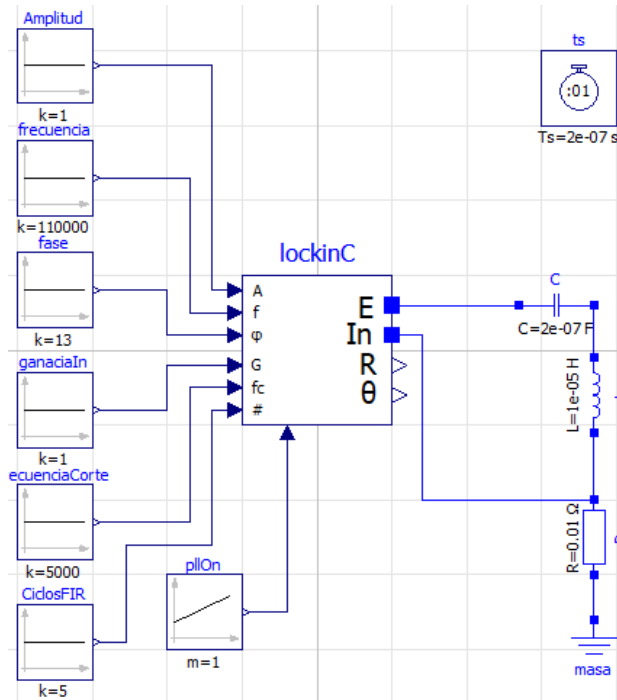 Amplitud
k=1
frecuencia
k=110000
fase
k=13
ganaciaIn
k=1
ecuenciaCorte
k=5000
CiclosFIR
k=5
pllOn
m=1
lockinC
A
f
φ
G
fc
#
E
In
R
θ
ts
:01
Ts=2e-07 s
C
C=2e-07 F
L=1e-05 H
R=0.01 Ω
masa